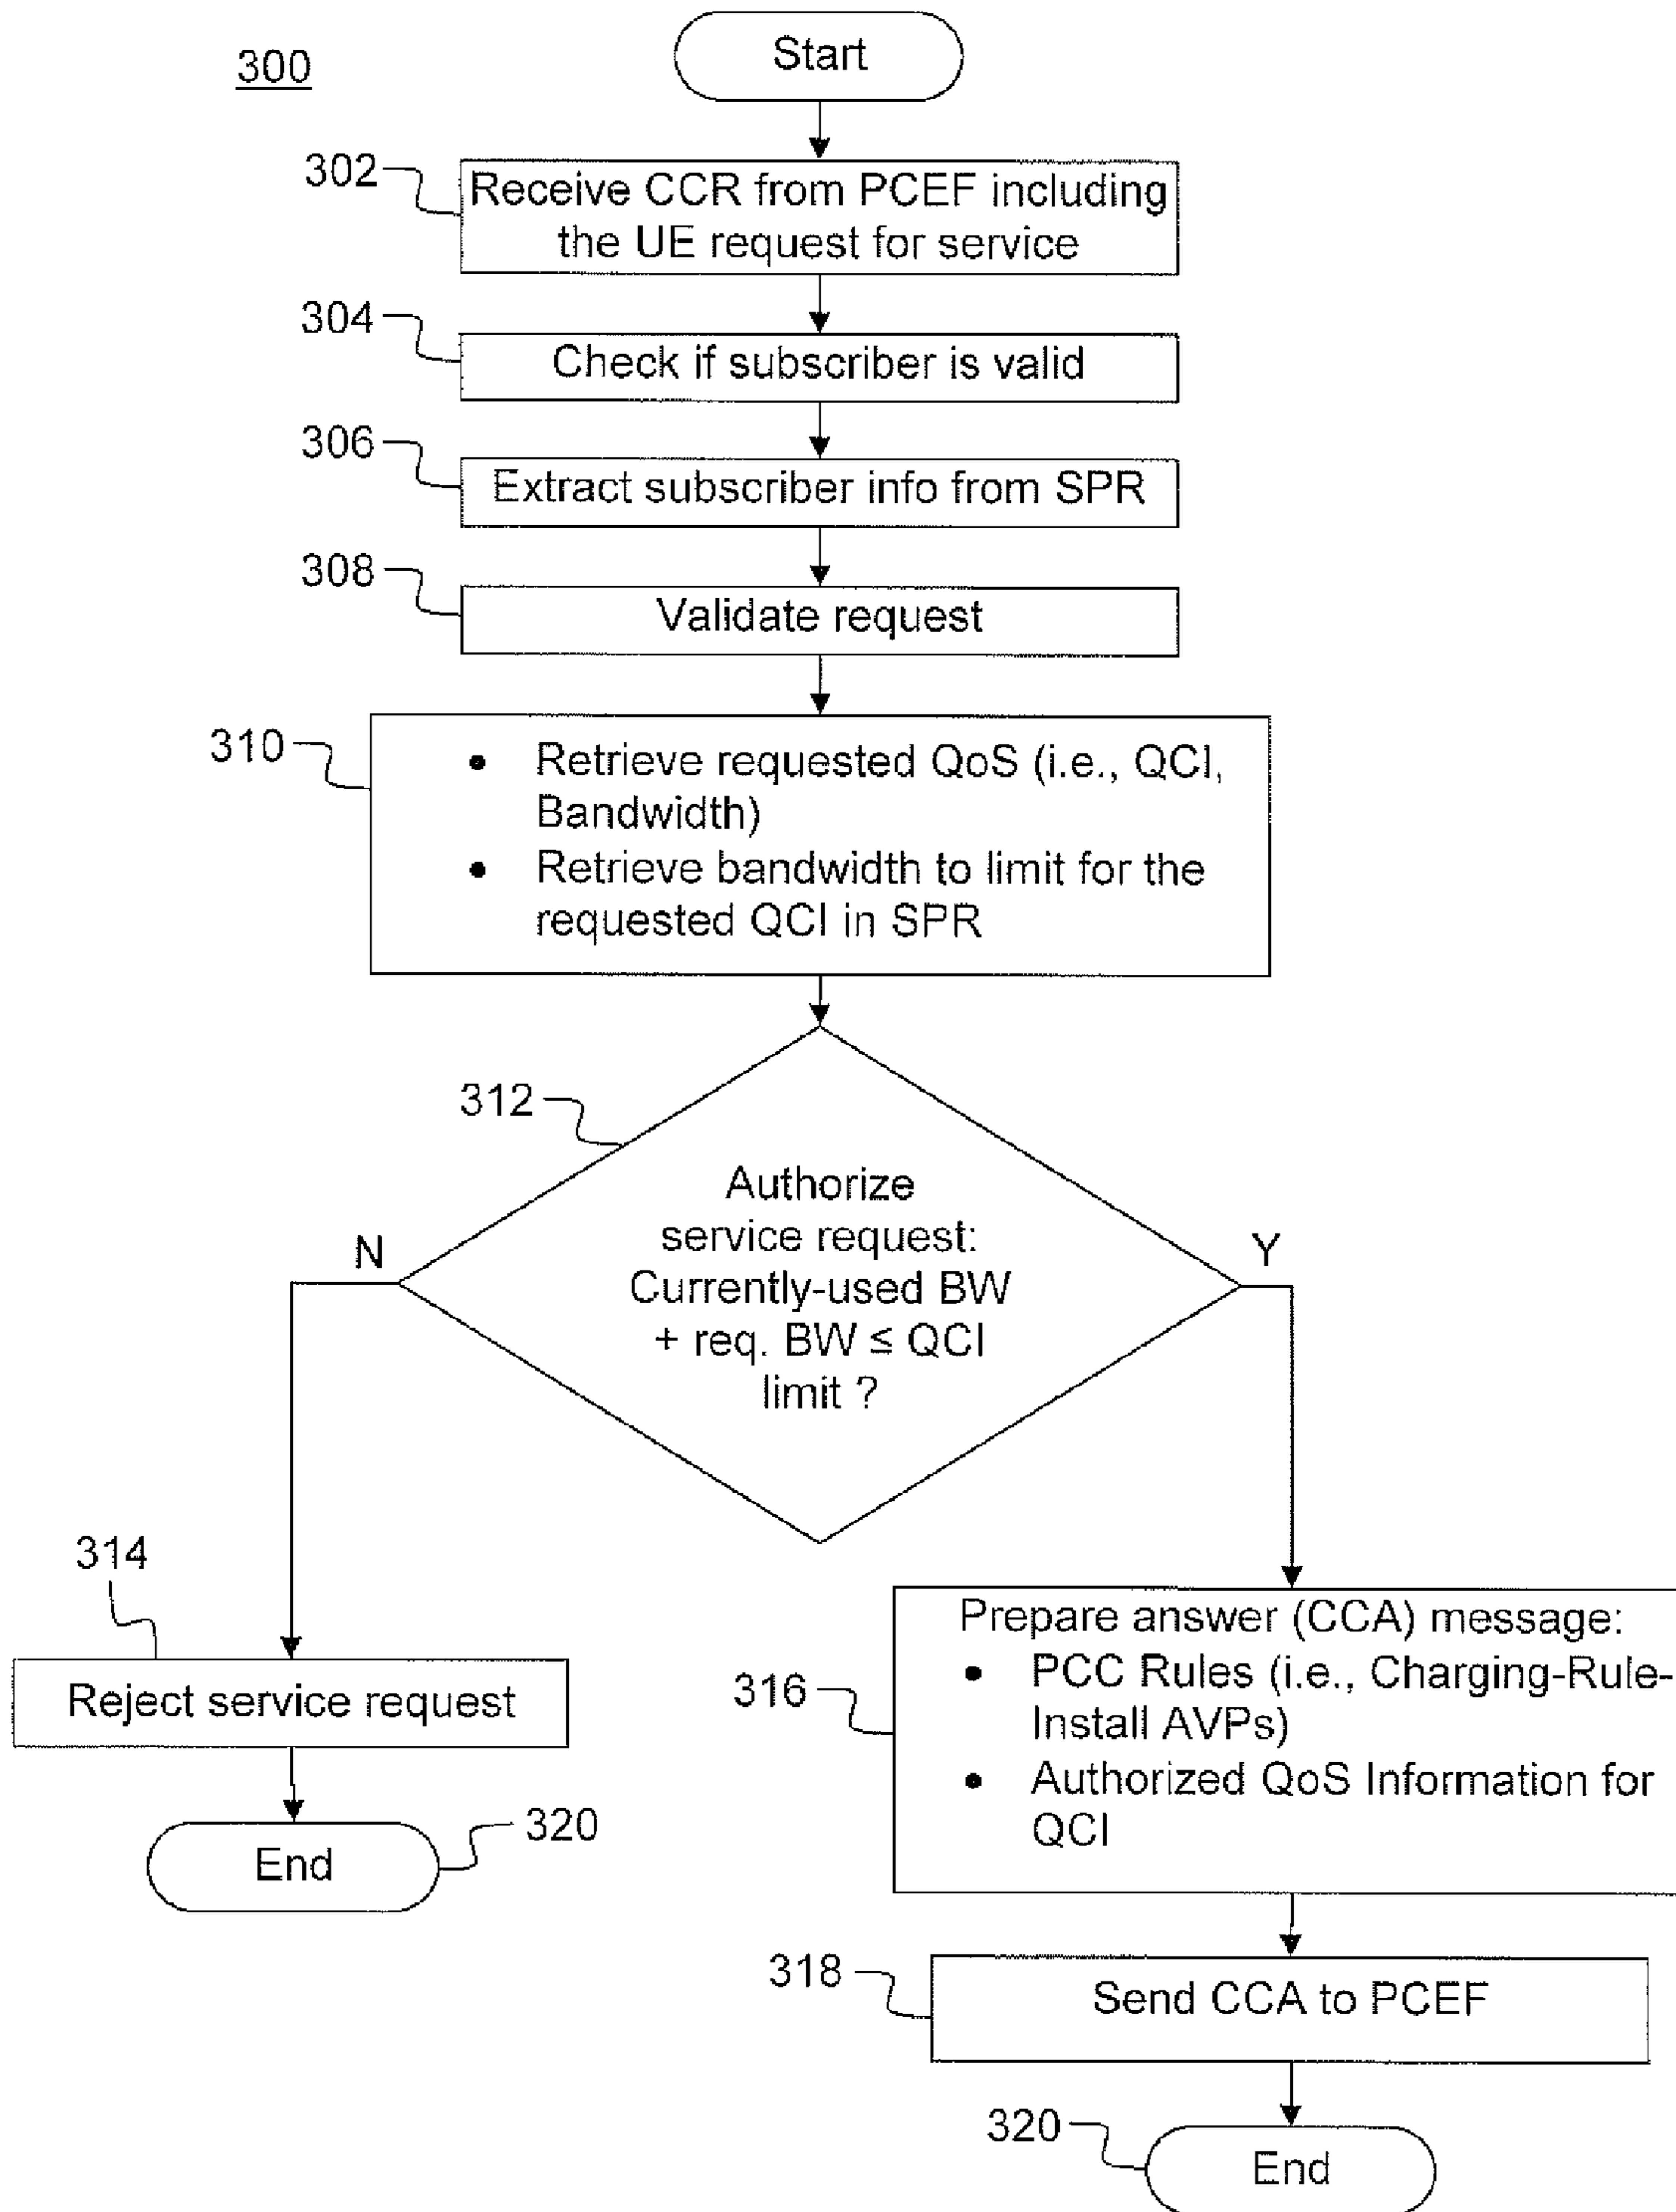 300
Start
302
Receive CCR from PCEF including
the UE request for service
304
Check if subscriber is valid
306
Extract subscriber info from SPR
308
Validate request
310
• Retrieve requested QoS (i.e., QCI,
Bandwidth)
• Retrieve bandwidth to limit for the
requested QCI in SPR
312
Authorize
service request:
Currently-used BW
+ req. BW ≤ QCI
limit ?
N
Y
314
Reject service request
320
End
316
Prepare answer (CCA) message:
• PCC Rules (i.e., Charging-Rule-
Install AVPs)
• Authorized QoS Information for
QCI
318
Send CCA to PCEF
320
End